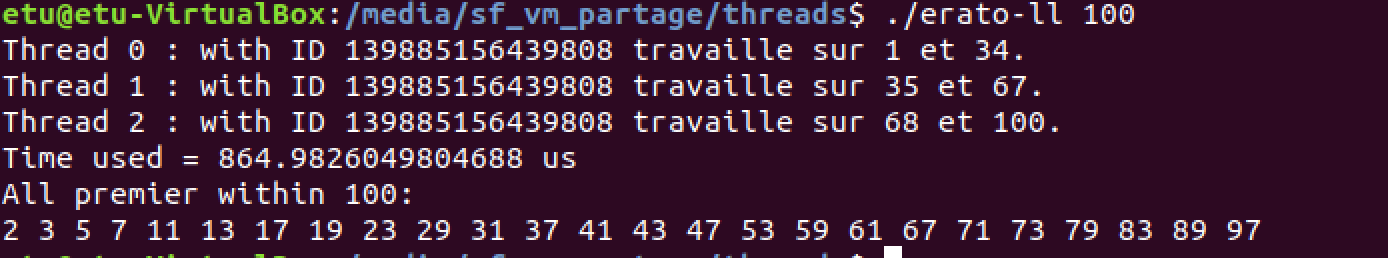 etu@etu-VirtualBox:/media/sf_vm_partage/threads$ ./erato-ll 100
Thread 0 : with ID 139885156439808 travaille sur 1 et 34.
Thread 1 : with ID 139885156439808 travaille sur 35 et 67.
Thread 2 : with ID 139885156439808 travaille sur 68 et 100.
Time used = 864.9826049804688 us
All premier within 100:
2 3 5 7 11 13 17 19 23 29 31 37 41 43 47 53 59 61 67 71 73 79 83 89 97